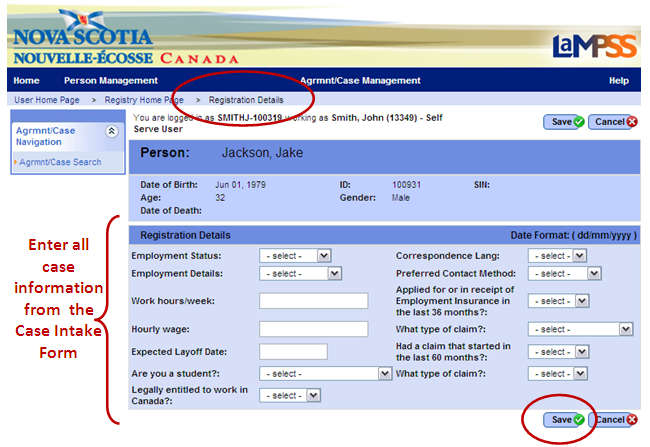 NOVA SCOTIA
NOUVELLE-ÉCOSSE CANADA
LaMPSS
Home Person Management Agrmnt/Case Management Help
User Home Page > Registry Home Page > Registration Details
You are logged in as SMITHJ-100319 working as Smith, John (13349) - Self
Serve User
Save Cancel
Agrmnt/Case
Navigation
Agrmnt/Case Search
Person: Jackson, Jake
Date of Birth: Jun 01, 1979 ID: 100931 SIN:
Age: 32 Gender: Male
Date of Death:
Enter all
case
information
from the
Case Intake
Form
Registration Details Date Format: ( dd/mm/yyyy )
Employment Status: - select - Correspondence Lang: - select -
Employment Details: - select - Preferred Contact Method: - select -
Work hours/week: Applied for or in receipt of
Employment Insurance in
the last 36 months?: - select -
Hourly wage: What type of claim?: - select -
Expected Layoff Date: Had a claim that started in
the last 60 months?: - select -
Are you a student?: - select - What type of claim?: - select -
Legally entitled to work in
Canada?: - select -
Save Cancel